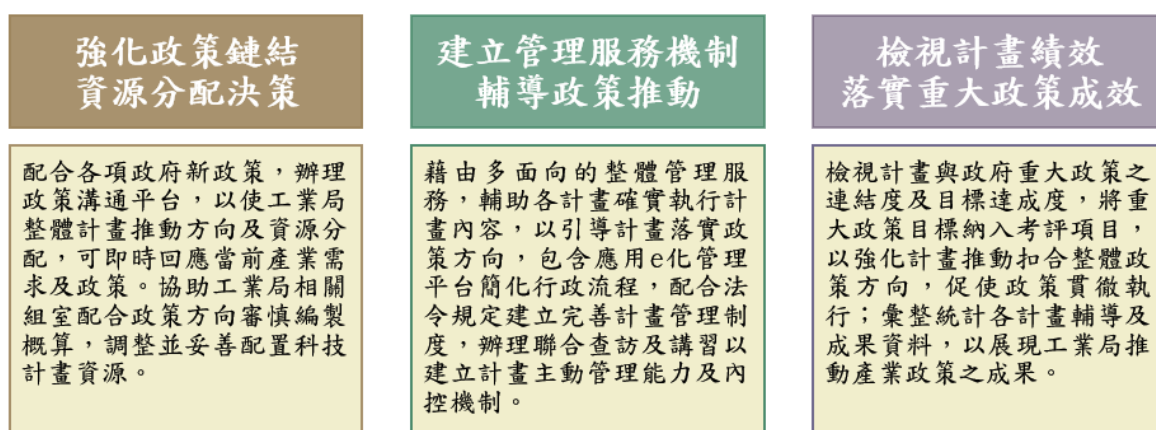 強化政策鏈結
資源分配決策
配合各項政府新政策，辦理
政策溝通平台，以使工業局
整體計畫推動方向及資源分
配，可即時回應當前產業需
求及政策。協助工業局相關
組室配合政策方向審慎編製
概算，調整並妥善配置科技
計畫資源。
建立管理服務機制
輔導政策推動
藉由多面向的整體管理服
務，輔助各計畫確實執行計
畫內容，以引導計畫落實政
策方向，包含應用e化管理
平台簡化行政流程，配合法
令規定建立完善計畫管理制
度，辦理聯合查訪及講習以
建立計畫主動管理能力及內
控機制。
檢視計畫績效
落實重大政策成效
檢視計畫與政府重大政策之
連結度及目標達成度，將重
大政策目標納入考評項目，
以強化計畫推動扣合整體政
策方向，促使政策貫徹執
行；彙整統計各計畫輔導及
成果資料，以展現工業局推
動產業政策之成果。